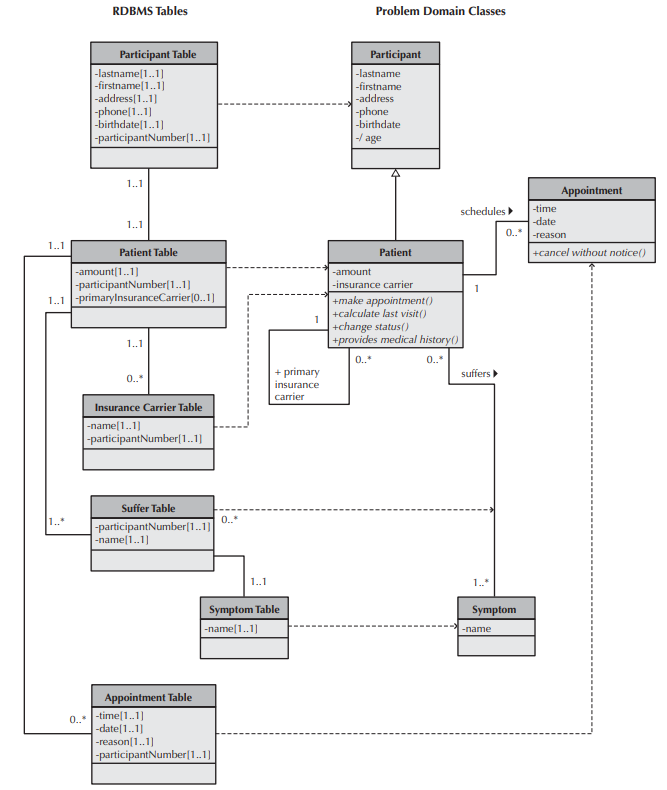 RDBMS Tables
Problem Domain Classes
Participant Table
-lastname[1..1]
-firstname[1..1]
-address[1..1]
-phone[1..1]
-birthdate[1..1]
-participantNumber[1..1]
Participant
-lastname
-firstname
-address
-phone
-birthdate
-/ age
1..1
1..1
Appointment
-time
-date
-reason
+cancel without notice()
schedules
0..*
1
1..1
Patient Table
-amount[1..1]
-participantNumber[1..1]
-primaryInsuranceCarrier[0..1]
1..1
Patient
-amount
-insurance carrier
+make appointment()
+calculate last visit()
+change status()
+provides medical history()
1
+ primary
insurance
carrier
0..*
0..*
suffers
1..1
0..*
Insurance Carrier Table
-name[1..1]
-participantNumber[1..1]
Suffer Table
-participantNumber[1..1]
-name[1..1]
1..*
0..*
1..1
1..*
Symptom Table
-name[1..1]
Symptom
-name
Appointment Table
-time[1..1]
-date[1..1]
-reason[1..1]
-participantNumber[1..1]
0..*